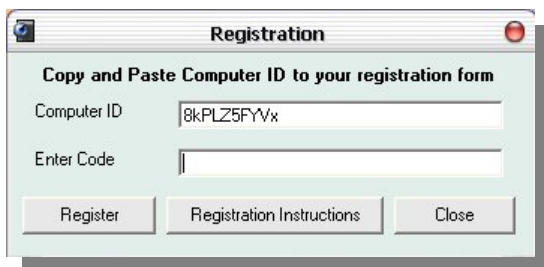 Registration
Copy and Paste Computer ID to your registration form
Computer ID 8kPLZ5FYVx
Enter Code
Register Registration Instructions Close